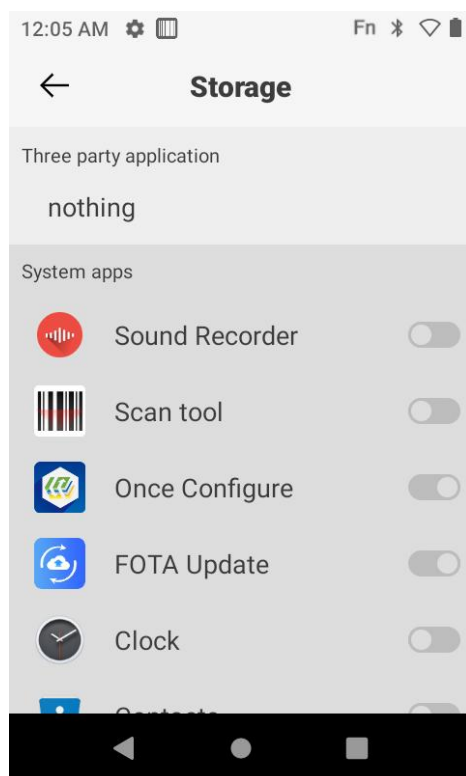 12:05 AM Fn
Storage
Three party application
nothing
System apps
Sound Recorder
Scan tool
Once Configure
FOTA Update
Clock
Contacts